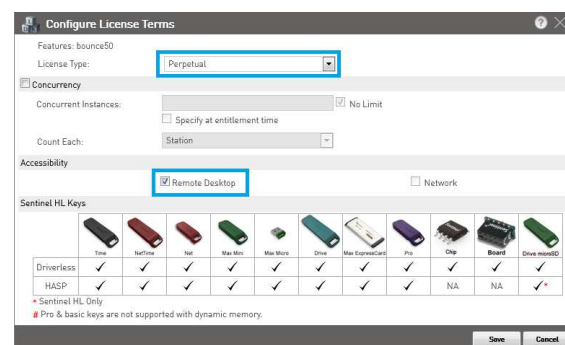 Configure License Terms
Features: bounce50
License Type: Perpetual
Concurrency
Concurrent Instances: No Limit
Specify at entitlement time
Count Each: Station
Accessibility
Remote Desktop Network
Sentinel HL Keys
Time NetTime Net Max Mini Max Micro Drive Max ExpressCard Pro Chip Board Drive microSD
Driverless ✓ ✓ ✓ ✓ ✓ ✓ ✓ ✓ ✓ ✓ ✓
HASP ✓ ✓ ✓ ✓ ✓ ✓ ✓ ✓ NA NA ✓*
* Sentinel HL Only
# Pro & basic keys are not supported with dynamic memory.
Save Cancel